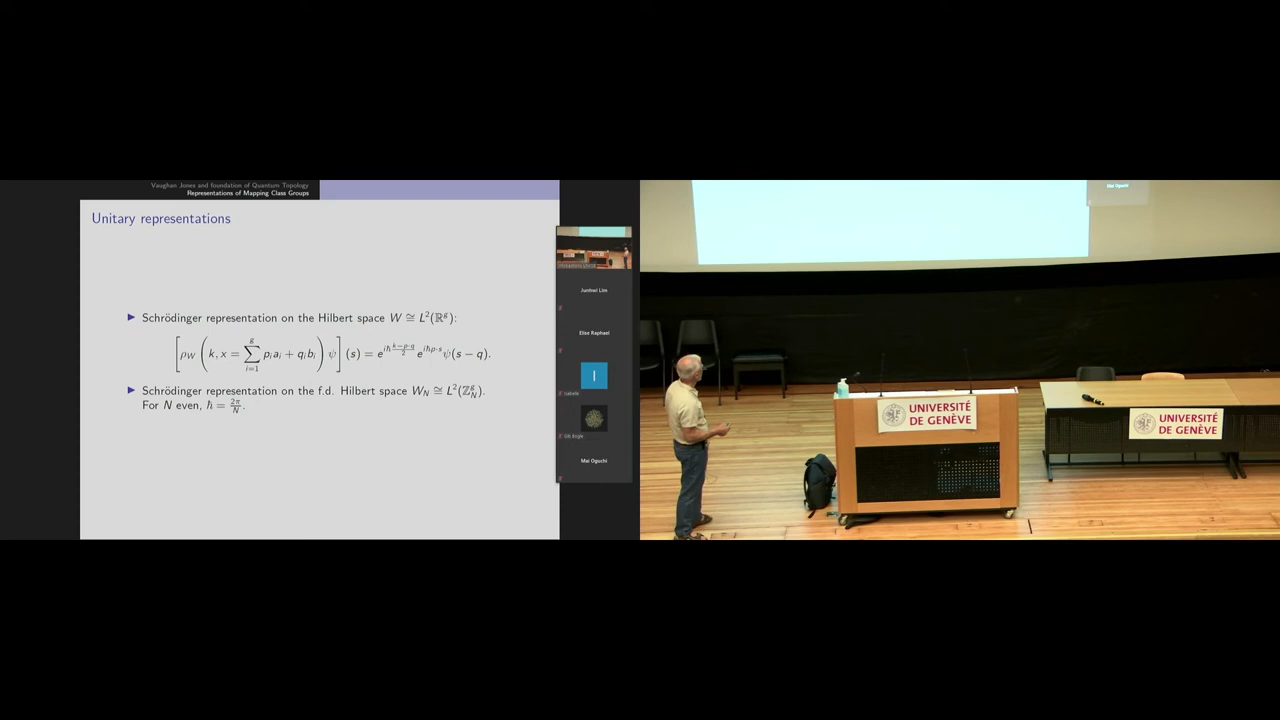 Vaughan Jones and foundation of Quantum Topology
Representations of Mapping Class Groups
Unitary representations
▶ Schrödinger representation on the Hilbert space W ≅ L²(ℝᵍ):
[ρ_W (k, x = ∑_{i=1}^{g} p_i a_i + q_i b_i) ψ] (s) = e^{iħ (k−p·q)/2} e^{iħp·s} ψ(s − q).
▶ Schrödinger representation on the f.d. Hilbert space W_N ≅ L²(ℤ_N^g).
For N even, ħ = 2π/N.
Junhwi Lim
Elise Raphael
I
Isabelle
Mai Oguchi
UNIVERSITÉ
DE GENÈVE
UNIVERSITÉ
DE GENÈVE